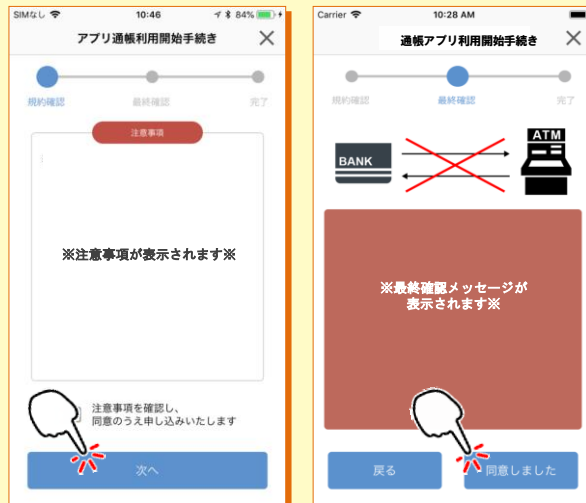 SIMなし 10:46 84%
アプリ通帳利用開始手続き
規約確認 最終確認 完了
注意事項
※注意事項が表示されます※
注意事項を確認し、
同意のうえ申し込みいたします
次へ
Carrier 10:28 AM
通帳アプリ利用開始手続き
規約確認 最終確認 完了
BANK
ATM
※最終確認メッセージが
表示されます※
戻る
同意しました